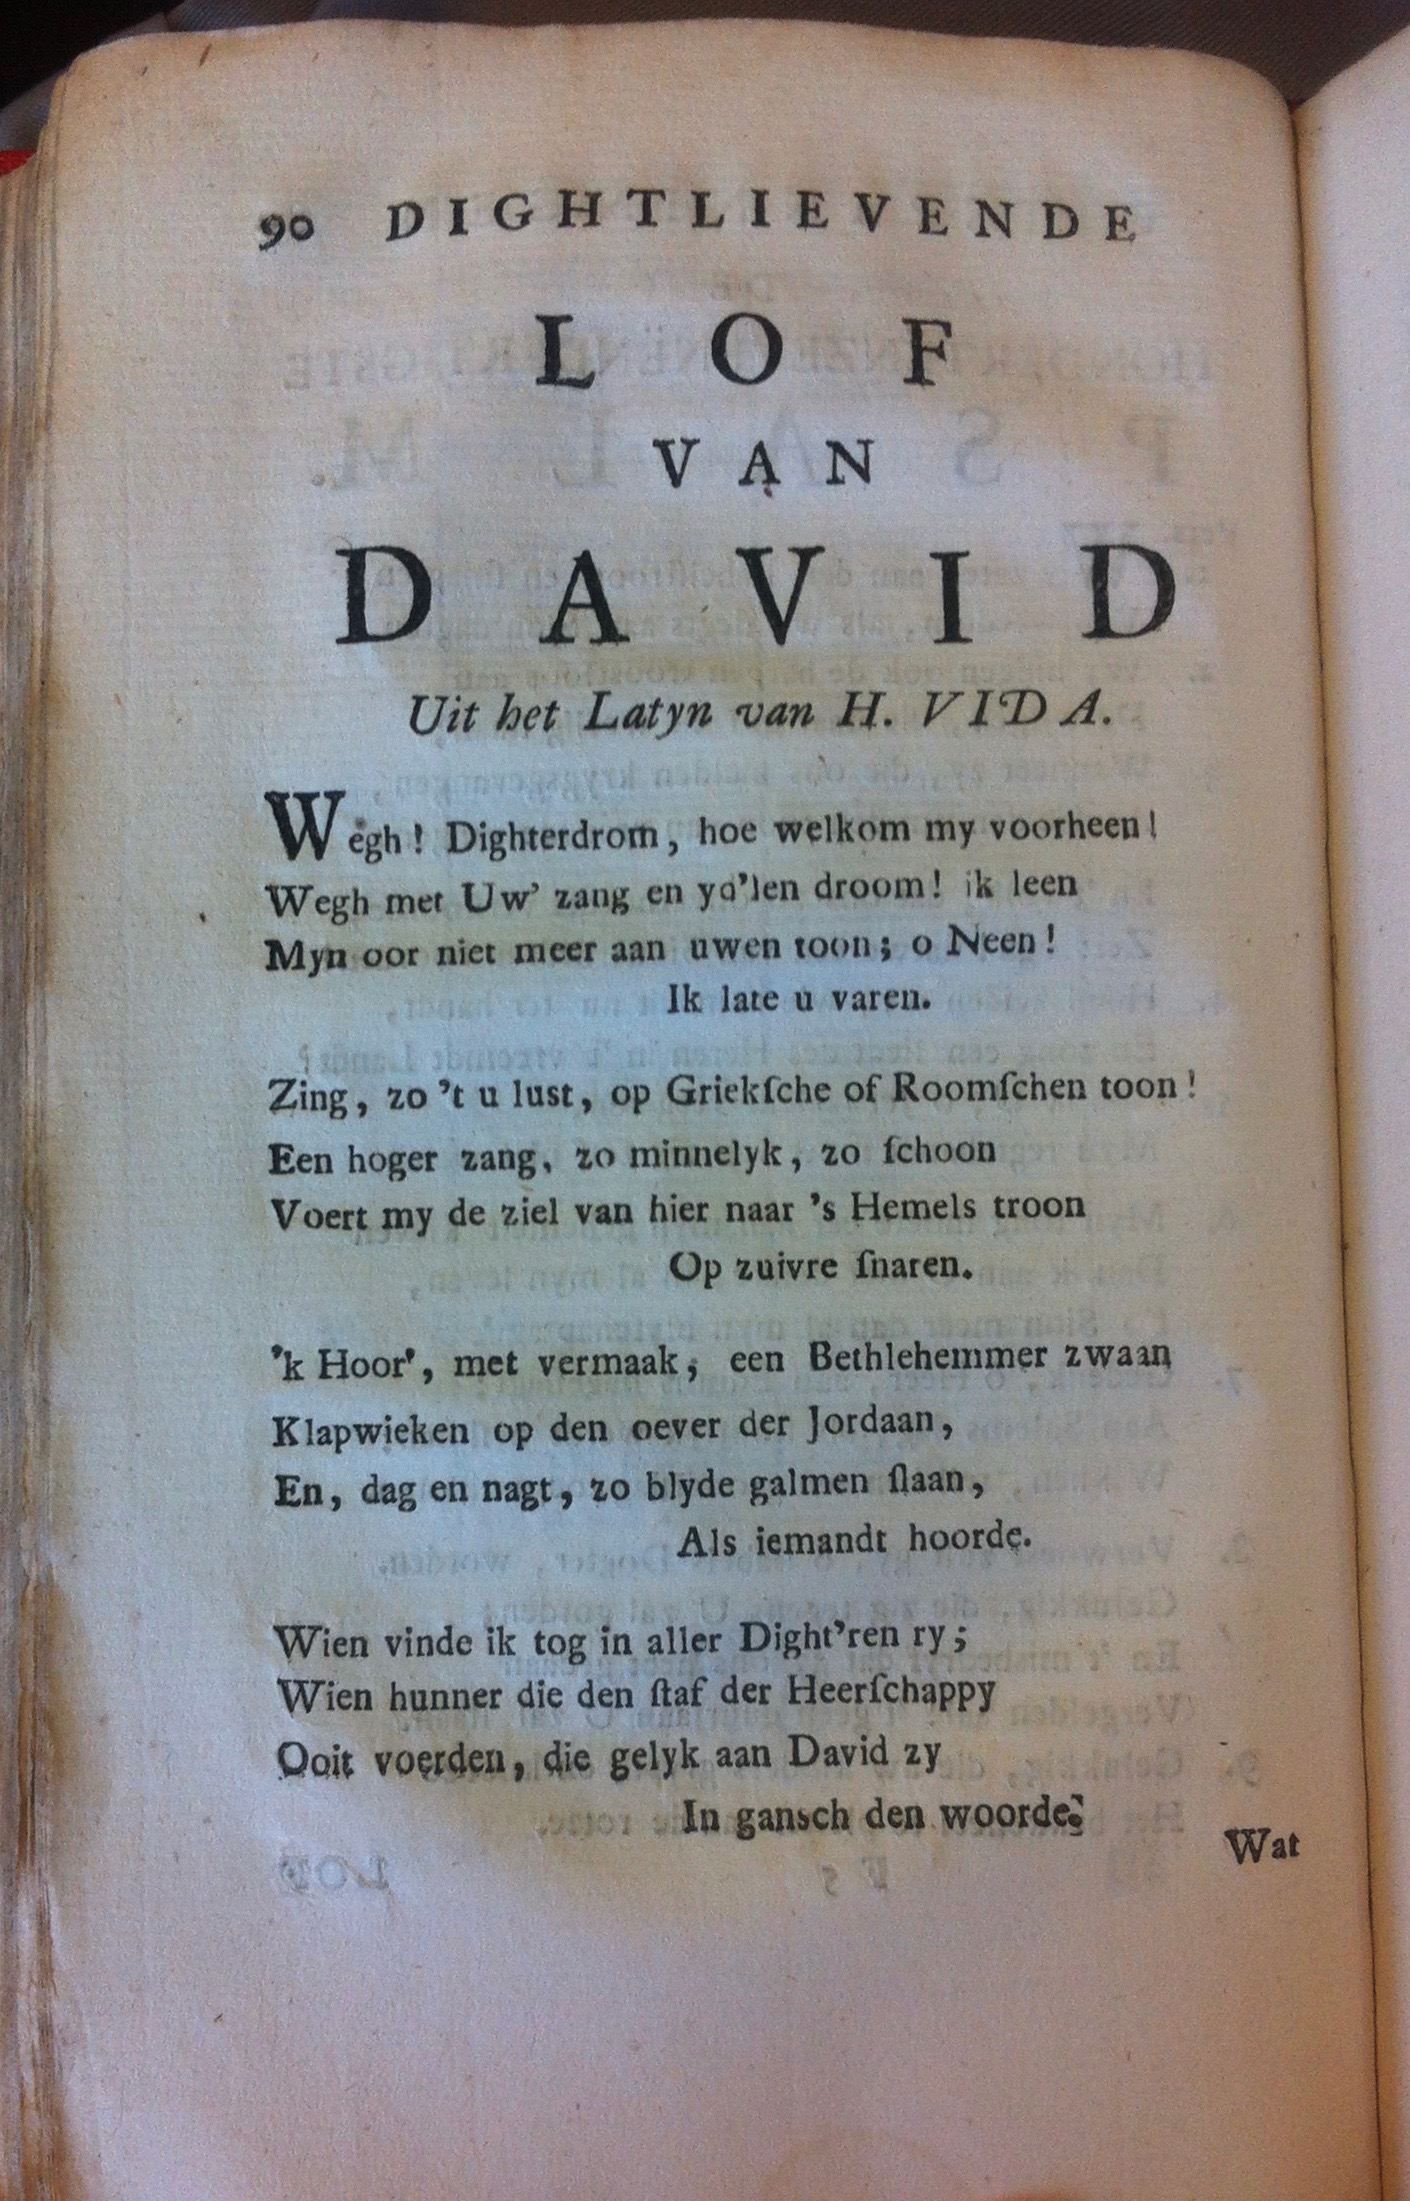 90 DIGHTLIEVENDE
LOF
VAN
DAVID
Uit het Latyn van H. VIDA.
Wegh! Dighterdrom, hoe welkom my voorheen!
Wegh met Uw' zang en yd'len droom! ik leen
Myn oor niet meer aan uwen toon; o Neen!
Ik late u varen.
Zing, zo 't u lust, op Griekſche of Roomſchen toon!
Een hoger zang, zo minnelyk, zo ſchoon
Voert my de ziel van hier naar 's Hemels troon
Op zuivre ſnaren.
'k Hoor', met vermaak, een Bethlehemmer zwaan
Klapwieken op den oever der Jordaan,
En, dag en nagt, zo blyde galmen ſlaan,
Als iemandt hoorde.
Wien vinde ik tog in aller Dight'ren ry;
Wien hunner die den ſtaf der Heerſchappy
Ooit voerden, die gelyk aan David zy
In gansch den woorde?
Wat